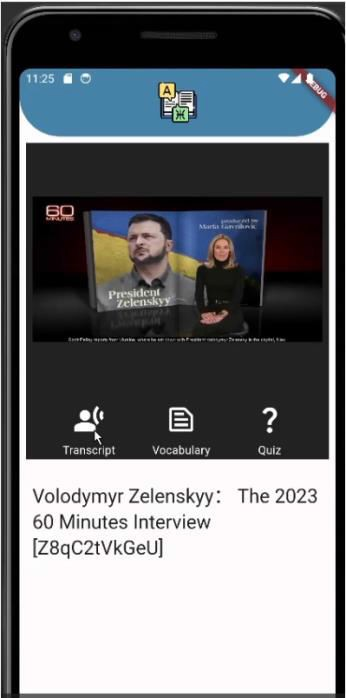 11:25
DEBUG
A
Ж
60
MINUTES
produced by
Marta Gavrilovic
President
Zelenskyy
Transcript
Vocabulary
Quiz
Volodymyr Zelenskyy: The 2023
60 Minutes Interview
[Z8qC2tVkGeU]